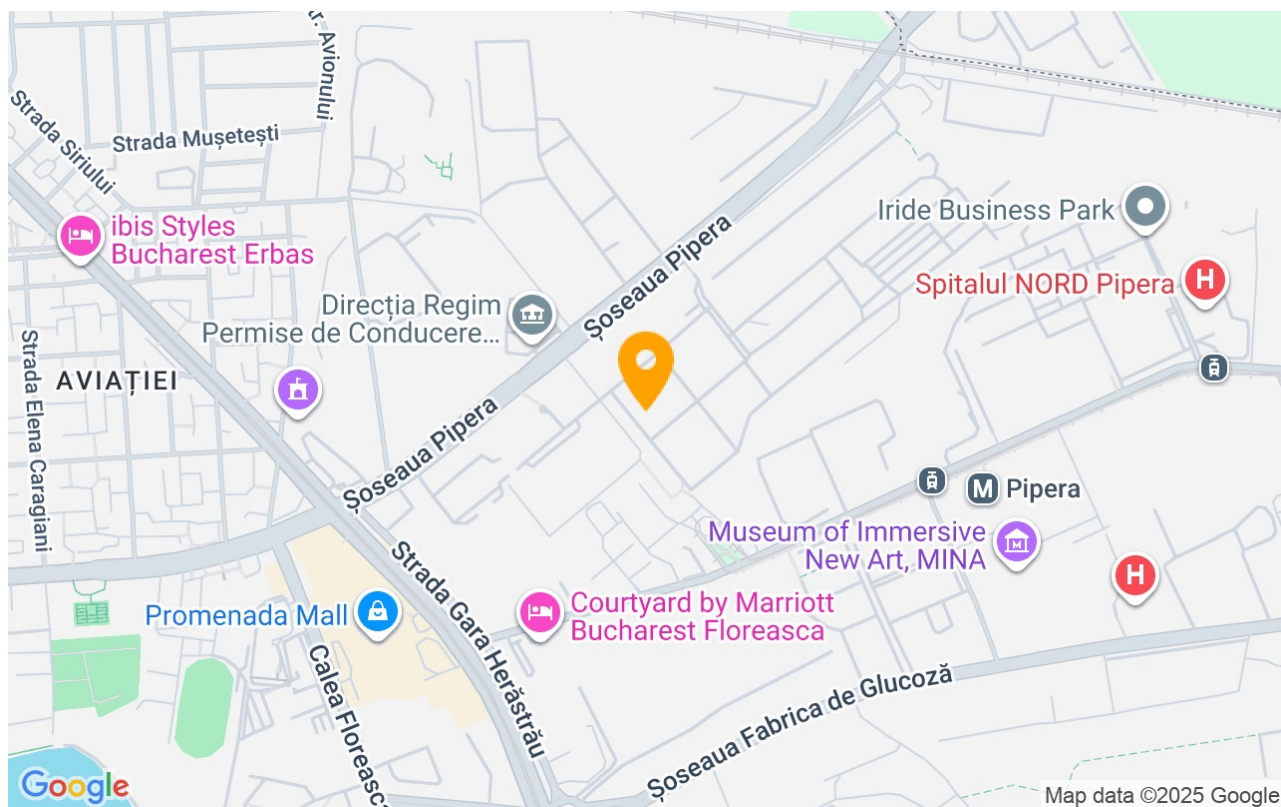 Str. Avionului
Strada Mușetești
Strada Siriului
ibis Styles
Bucharest Erbas
Iride Business Park
Spitalul NORD Pipera
H
Șoseaua Pipera
Direcția Regim
Permise de Conducere...
Strada Elena Caragiani
AVIAȚIEI
Șoseaua Pipera
M Pipera
Museum of Immersive
New Art, MINA
M
H
Strada Gara Herăstrău
Courtyard by Marriott
Bucharest Floreasca
Promenada Mall
Calea Floreasca
Șoseaua Fabrica de Glucoză
Google
Map data ©2025 Google